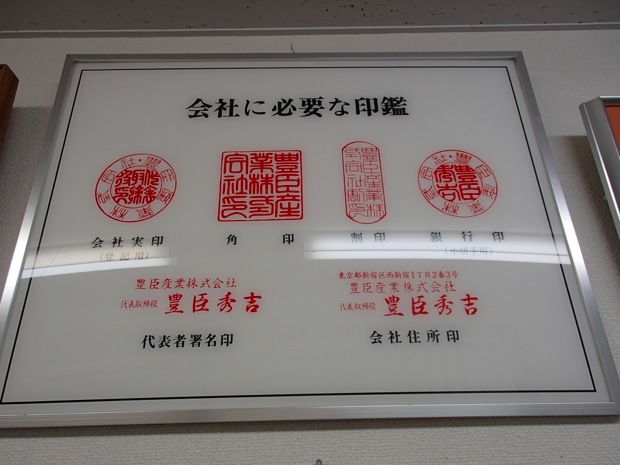 会社に必要な印鑑
会社実印
(登記用)
角印
割印
銀行印
(小切手用)
豊臣産業株式会社
代表取締役 豊臣秀吉
代表者署名印
東京都新宿区西新宿1丁目2番3号
豊臣産業株式会社
代表取締役 豊臣秀吉
会社住所印